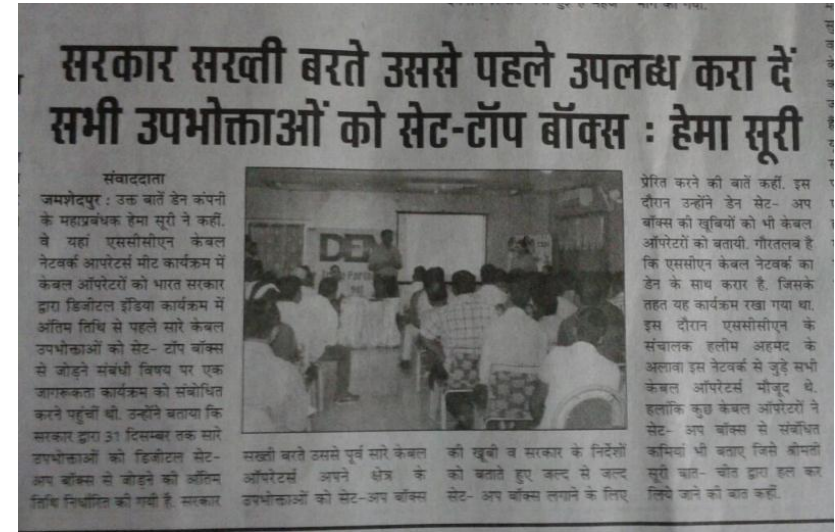 सरकार सख्ती बरते उससे पहले उपलब्ध करा दें
सभी उपभोक्ताओं को सेट-टॉप बॉक्स : हेमा सूरी
संवाददाता
जमशेदपुर : उक्त बातें डेन कंपनी
के महाप्रबंधक हेमा सूरी ने कहीं.
वे यहां एससीसीएन केबल
नेटवर्क आपरेटर्स मीट कार्यक्रम में
केबल ऑपरेटरों को भारत सरकार
द्वारा डिजीटल इंडिया कार्यक्रम में
अंतिम तिथि से पहले सारे केबल
उपभोक्ताओं को सेट- टॉप बॉक्स
से जोड़ने संबंधी विषय पर एक
जागरूकता कार्यक्रम को संबोधित
करने पहुंचीं थी. उन्होंने बताया कि
सरकार द्वारा 31 दिसम्बर तक सारे
उपभोक्ताओं को डिजीटल सेट-
अप बॉक्स से जोड़ने की अंतिम
तिथि निर्धारित की गयी है. सरकार
DEN
सख्ती बरते उससे पूर्व सारे केबल
ऑपरेटर्स अपने क्षेत्र के
उपभोक्ताओं को सेट-अप बॉक्स
की खूबी व सरकार के निर्देशों
को बताते हुए जल्द से जल्द
सेट- अप बॉक्स लगाने के लिए
प्रेरित करने की बातें कहीं. इस
दौरान उन्होंने डेन सेट- अप
बॉक्स की खूबियों को भी केबल
ऑपरेटरों को बतायी. गौरतलब है
कि एससीएन केबल नेटवर्क का
डेन के साथ करार है. जिसके
तहत यह कार्यक्रम रखा गया था.
इस दौरान एससीसीएन के
संचालक हलीम अहमद के
अलावा इस नेटवर्क से जुड़े सभी
केबल ऑपरेटर्स मौजूद थे.
हलाकि कुछ केबल ऑपरेटरों ने
सेट- अप बॉक्स से संबंधित
कमियां भी बताए जिसे श्रीमती
सूरी बात- चीत द्वारा हल कर
लिये जाने की बात कहीं.